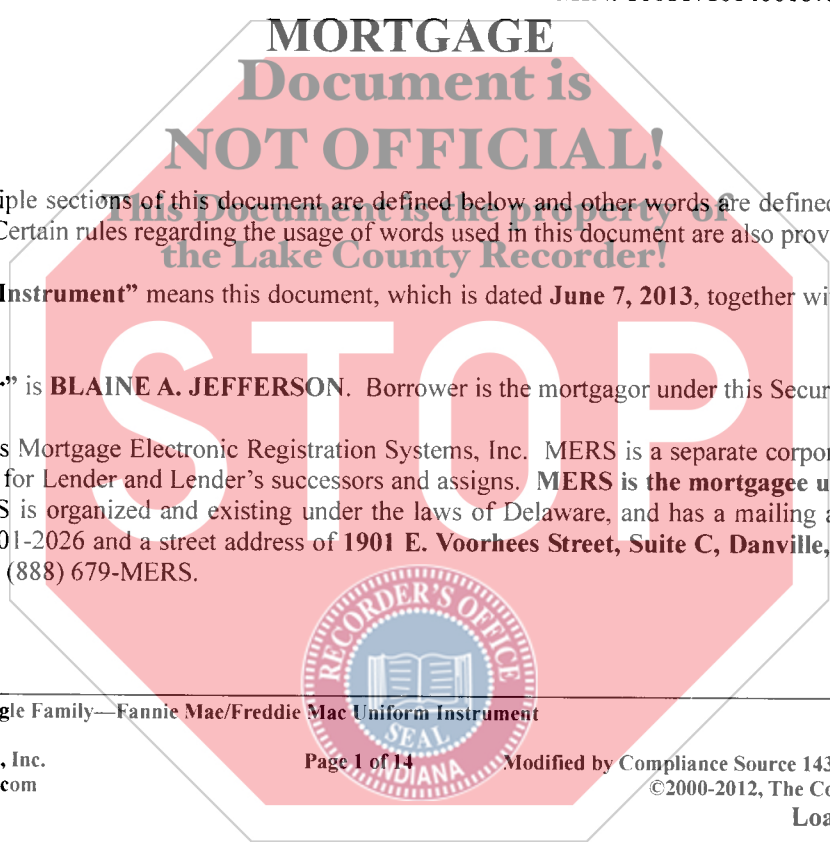 MORTGAGE
Document is
NOT OFFICIAL!
iple sections of this document are defined below and other words are defined
This Document is the property of
Certain rules regarding the usage of words used in this document are also prov
the Lake County Recorder!
Instrument” means this document, which is dated June 7, 2013, together wi
STOP
” is BLAINE A. JEFFERSON. Borrower is the mortgagor under this Secur
s Mortgage Electronic Registration Systems, Inc. MERS is a separate corpor
for Lender and Lender’s successors and assigns. MERS is the mortgagee u
S is organized and existing under the laws of Delaware, and has a mailing a
01-2026 and a street address of 1901 E. Voorhees Street, Suite C, Danville,
(888) 679-MERS.
RECORDER'S OFFICE
SEAL
INDIANA
gle Family—Fannie Mae/Freddie Mac Uniform Instrument
, Inc.
Page 1 of 14
Modified by Compliance Source 143
com
©2000-2012, The Co
Loa